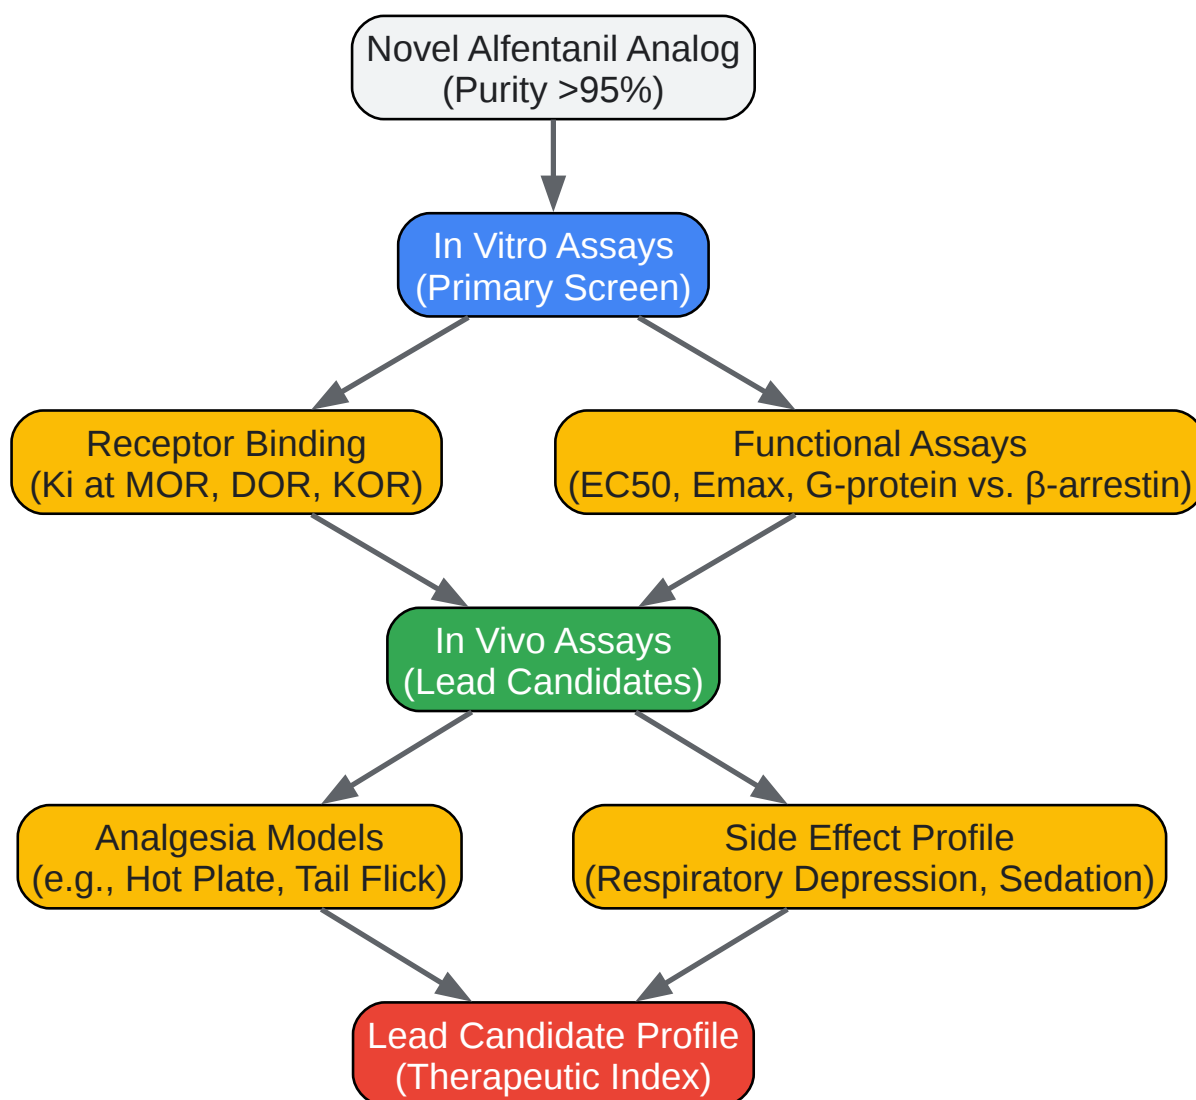 Novel Alfentanil Analog
(Purity >95%)
In Vitro Assays
(Primary Screen)
Receptor Binding
(Ki at MOR, DOR, KOR)
Functional Assays
(EC50, Emax, G-protein vs. β-arrestin)
In Vivo Assays
(Lead Candidates)
Analgesia Models
(e.g., Hot Plate, Tail Flick)
Side Effect Profile
(Respiratory Depression, Sedation)
Lead Candidate Profile
(Therapeutic Index)